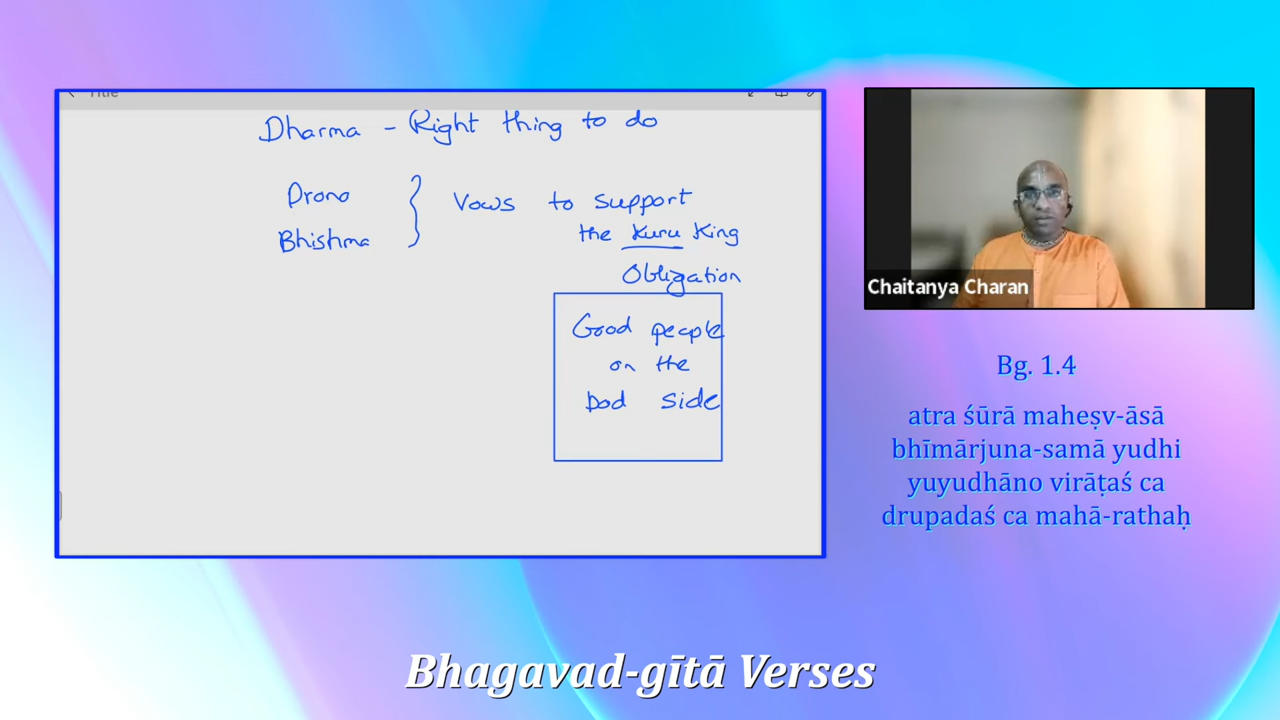 Title
Dharma - Right thing to do
Drona } Vows to support
Bhishma the Kuru King
Obligation
Good people
on the
bad side
Chaitanya Charan
Bg. 1.4
atra śūrā maheṣv-āsā
bhīmārjuna-samā yudhi
yuyudhāno virāṭaś ca
drupadaś ca mahā-rathaḥ
Bhagavad-gītā Verses